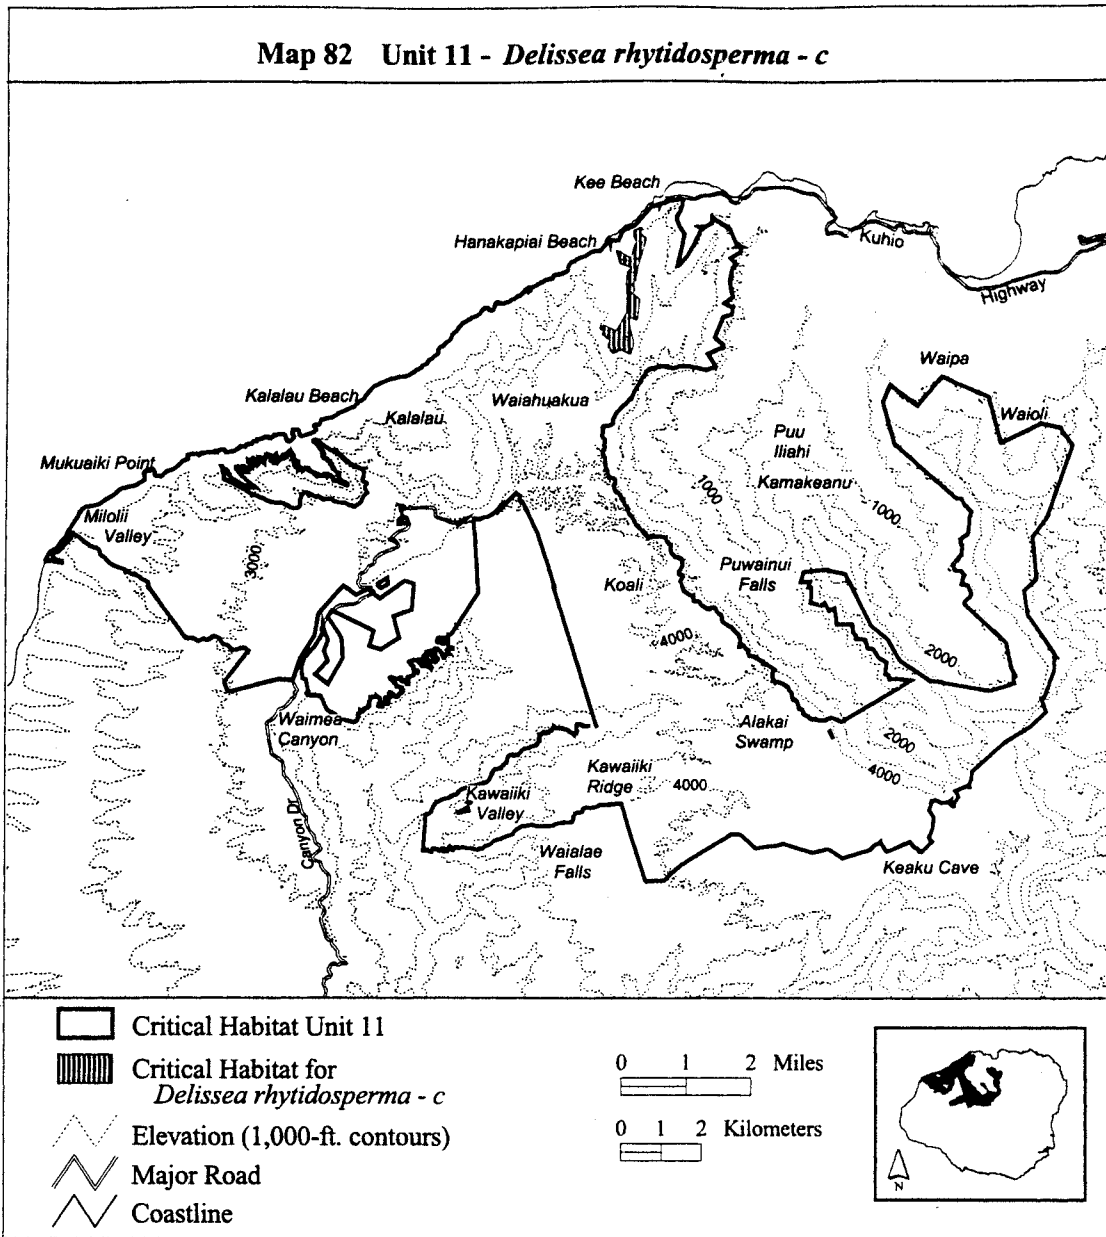 Map 82 Unit 11 - Delissea rhytidosperma - c
Kee Beach
Hanakapiai Beach
Kuhio
Highway
Waipa
Kalalau Beach
Kalalau
Waiahuakua
Waioli
Puu
Iliahi
Mukuaiki Point
Kamakeanu
1000
1000
Milolii
Valley
3000
Puwainui
Falls
Koali
4000
2000
Waimea
Canyon
Alakai
Swamp
2000
4000
Kawaiiki
Ridge
4000
Kawaiiki
Valley
Canyon Dr
Waialae
Falls
Keaku Cave
Critical Habitat Unit 11
Critical Habitat for
Delissea rhytidosperma - c
Elevation (1,000-ft. contours)
Major Road
Coastline
0 1 2 Miles
0 1 2 Kilometers
N